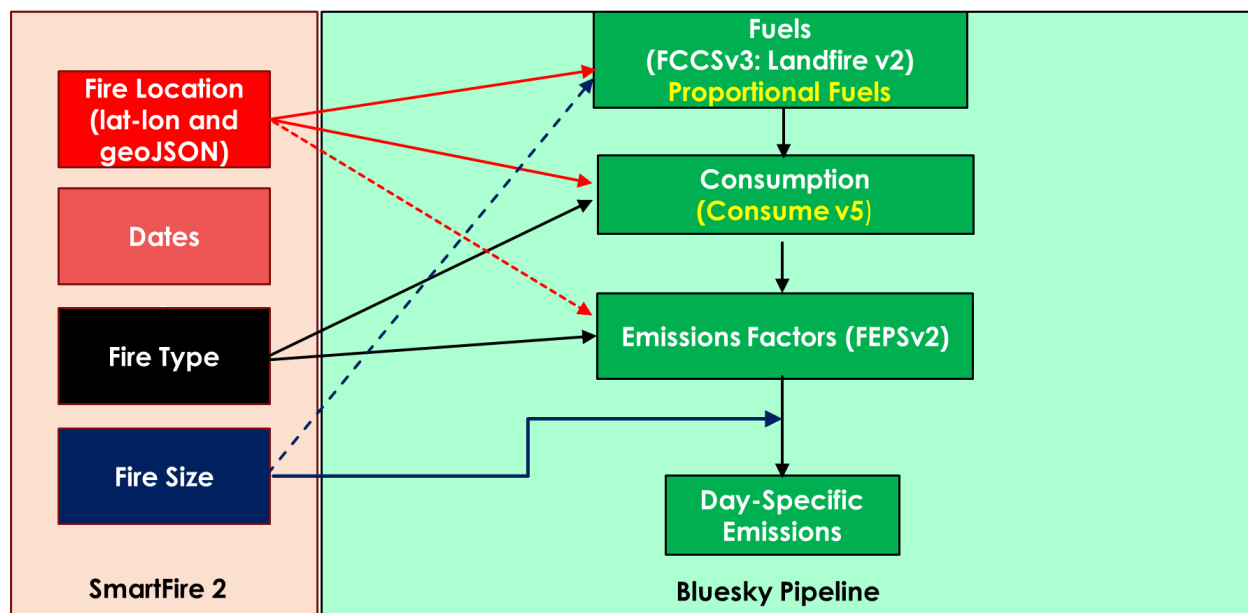 Fire Location
(lat-lon and
geoJSON)
Dates
Fire Type
Fire Size
SmartFire 2
Fuels
(FCCSv3: Landfire v2)
Proportional Fuels
Consumption
(Consume v5)
Emissions Factors (FEPSv2)
Day-Specific
Emissions
Bluesky Pipeline